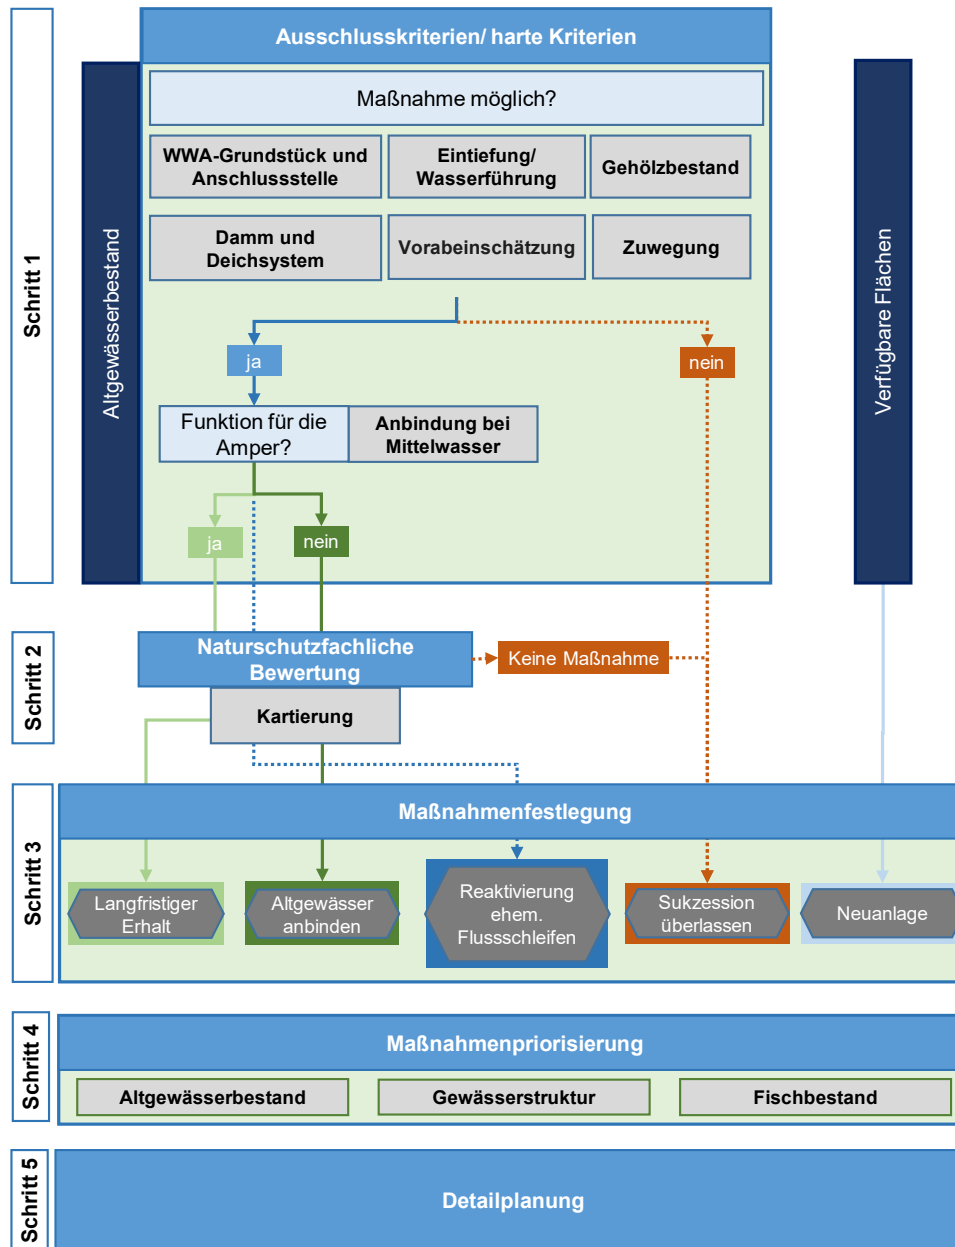 Schritt 1
Altgewässerbestand
Ausschlusskriterien/ harte Kriterien
Maßnahme möglich?
WWA-Grundstück und
Anschlussstelle
Eintiefung/
Wasserführung
Gehölzbestand
Damm und
Deichsystem
Vorabeinschätzung
Zuwegung
ja
nein
Funktion für die
Amper?
Anbindung bei
Mittelwasser
ja
nein
Verfügbare Flächen
Schritt 2
Naturschutzfachliche
Bewertung
Keine Maßnahme
Kartierung
Schritt 3
Maßnahmenfestlegung
Langfristiger
Erhalt
Altgewässer
anbinden
Reaktivierung
ehem.
Flussschleifen
Sukzession
überlassen
Neuanlage
Schritt 4
Maßnahmenpriorisierung
Altgewässerbestand
Gewässerstruktur
Fischbestand
Schritt 5
Detailplanung